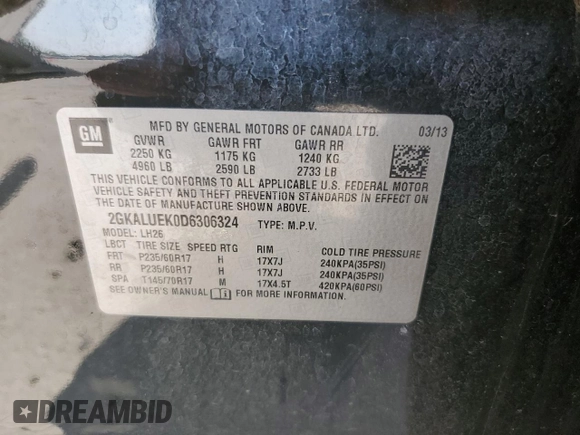 GM
MFD BY GENERAL MOTORS OF CANADA LTD. 03/13
GVWR GAWR FRT GAWR RR
2250 KG 1175 KG 1240 KG
4960 LB 2590 LB 2733 LB
THIS VEHICLE CONFORMS TO ALL APPLICABLE U.S. FEDERAL MOTOR
VEHICLE SAFETY AND THEFT PREVENTION STANDARDS IN EFFECT ON
THE DATE OF MANUFACTURE SHOWN ABOVE.
2GKALUEK0D6306324 TYPE: M.P.V.
MODEL: LH26
LBCT TIRE SIZE SPEED RTG RIM COLD TIRE PRESSURE
FRT P235/60R17 H 17X7J 240KPA(35PSI)
RR P235/60R17 H 17X7J 240KPA(35PSI)
SPA T145/70R17 M 17X4.5T 420KPA(60PSI)
SEE OWNER'S MANUAL FOR MORE INFORMATION.
DREAMBID